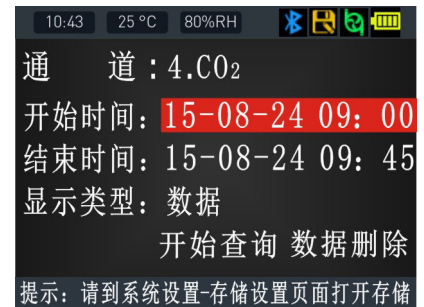 10:43 25°C 80%RH
通 道：4.CO₂
开始时间：15-08-24 09：00
结束时间：15-08-24 09：45
显示类型：数据
开始查询 数据删除
提示：请到系统设置-存储设置页面打开存储